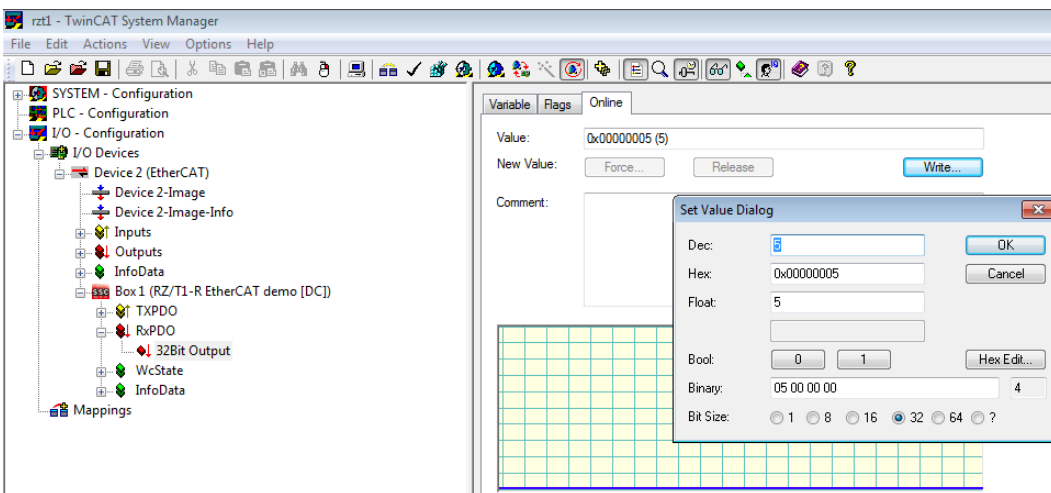 rzt1 - TwinCAT System Manager
File Edit Actions View Options Help
SYSTEM - Configuration
PLC - Configuration
I/O - Configuration
I/O Devices
Device 2 (EtherCAT)
Device 2-Image
Device 2-Image-Info
Inputs
Outputs
InfoData
Box 1 (RZ/T1-R EtherCAT demo [DC])
TXPDO
RxPDO
32Bit Output
WcState
InfoData
Mappings
Variable Flags Online
Value: 0x00000005 (5)
New Value: Force... Release Write...
Comment:
Set Value Dialog
Dec: 5 OK
Hex: 0x00000005 Cancel
Float: 5
Bool: 0 1 Hex Edit...
Binary: 05 00 00 00 4
Bit Size: 1 8 16 32 64 ?